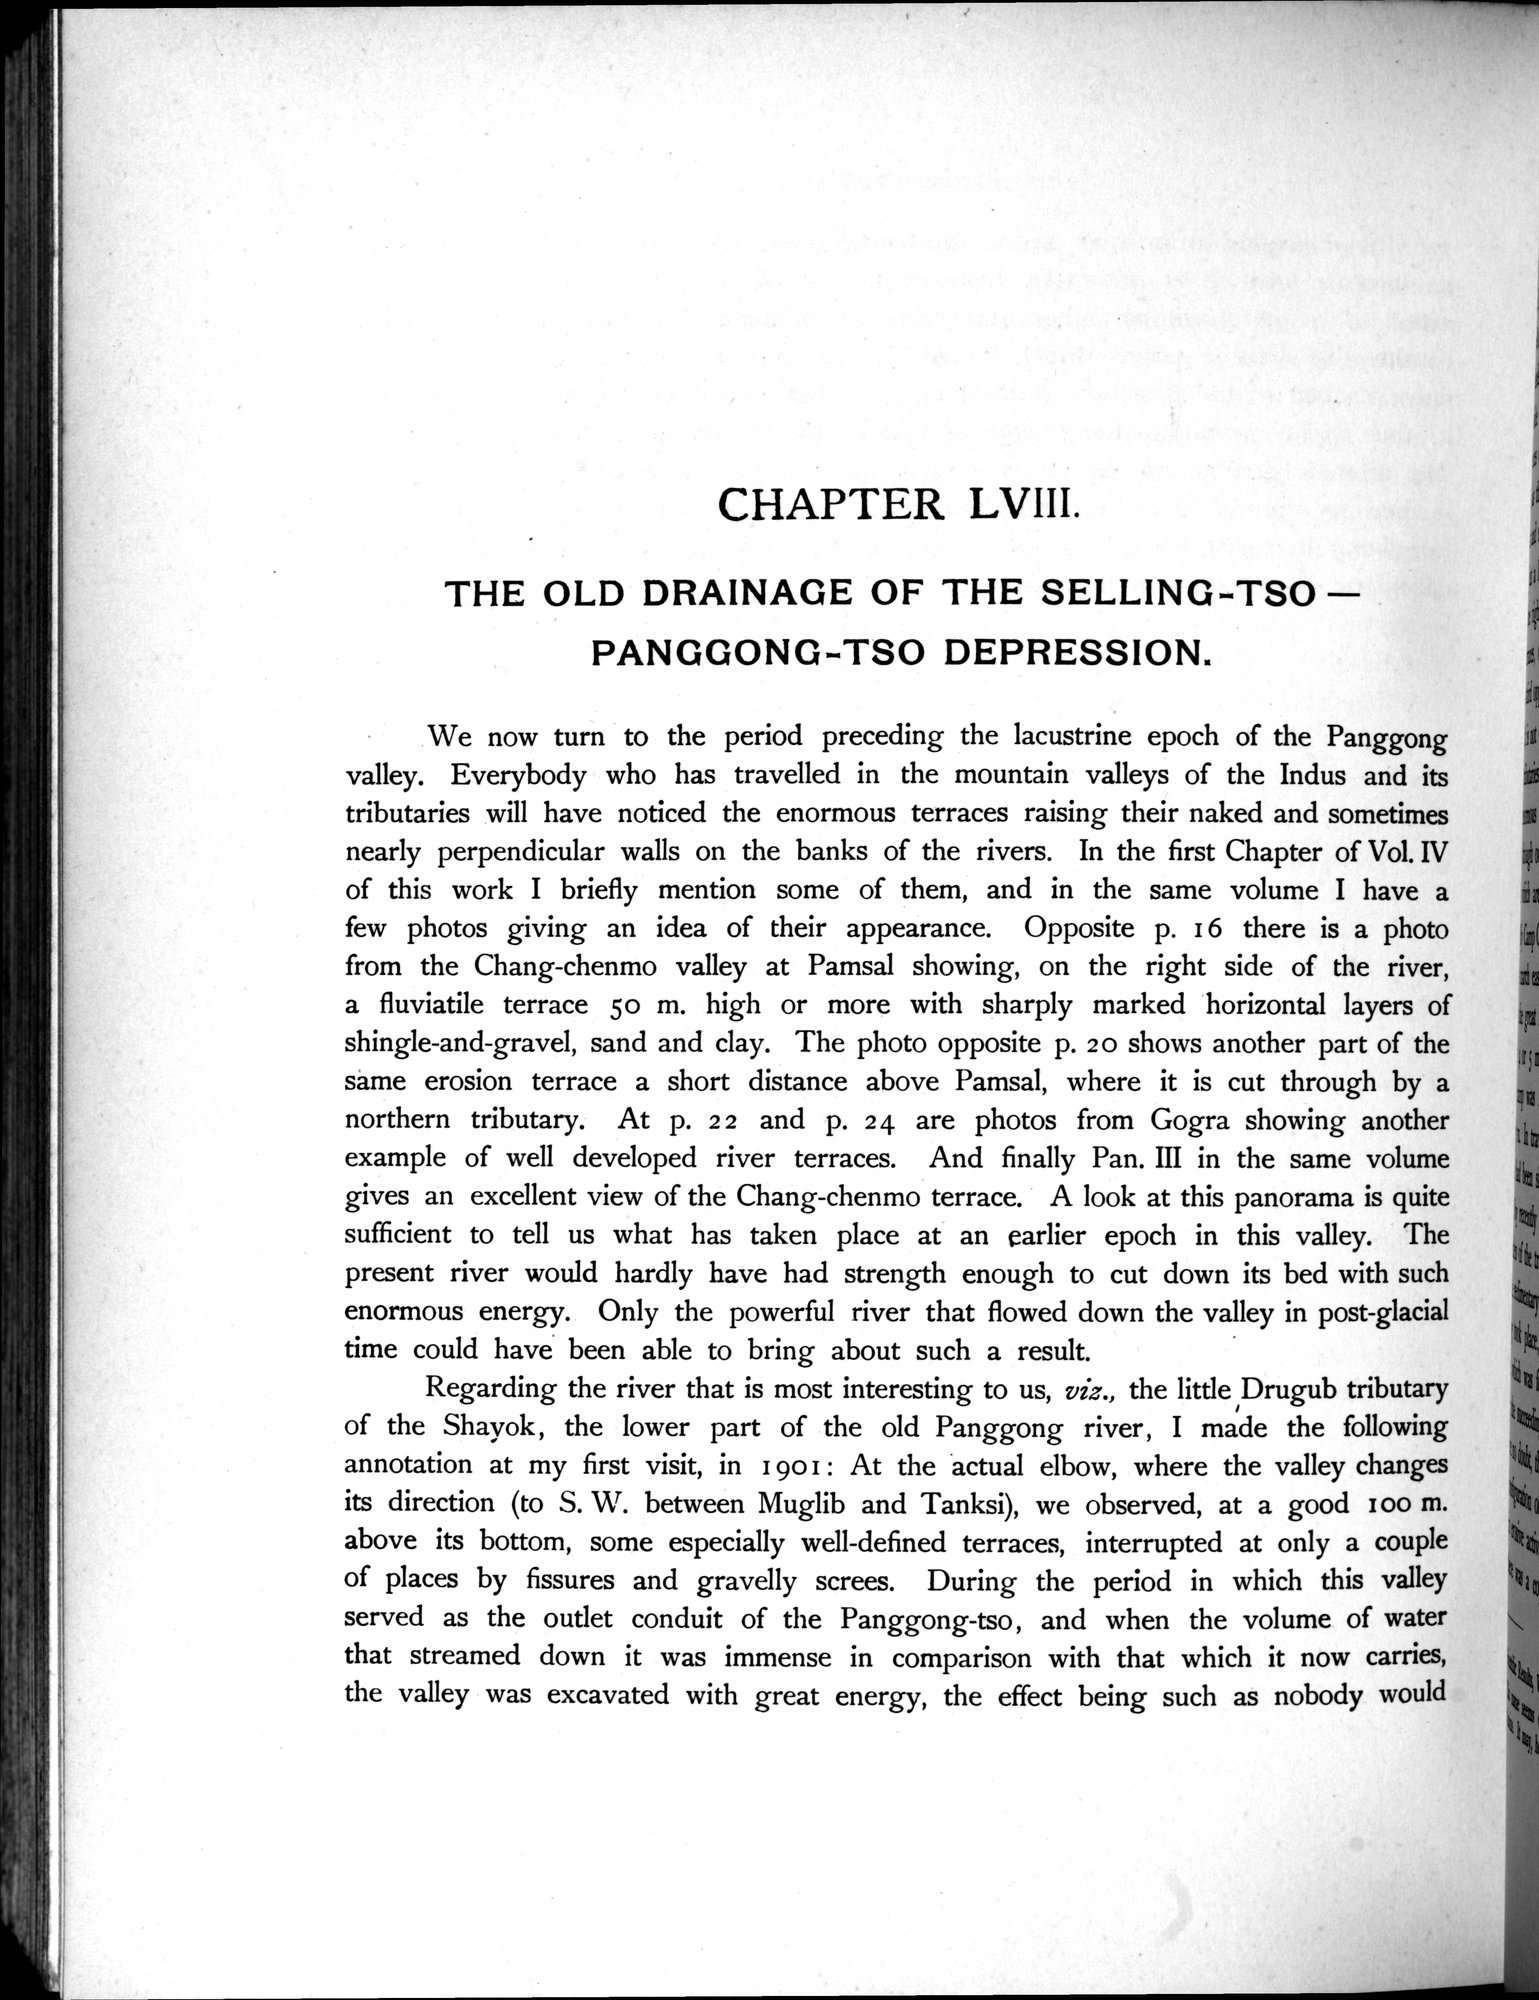 CHAPTER LVIII.
THE OLD DRAINAGE OF THE SELLING-TSO —
PANGGONG-TSO DEPRESSION.
We now turn to the period preceding the lacustrine epoch of the Panggong
valley. Everybody who has travelled in the mountain valleys of the Indus and its
tributaries will have noticed the enormous terraces raising their naked and sometimes
nearly perpendicular walls on the banks of the rivers. In the first Chapter of Vol. IV
of this work I briefly mention some of them, and in the same volume I have a
few photos giving an idea of their appearance. Opposite p. 16 there is a photo
from the Chang-chenmo valley at Pamsal showing, on the right side of the river,
a fluviatile terrace 50 m. high or more with sharply marked horizontal layers of
shingle-and-gravel, sand and clay. The photo opposite p. 20 shows another part of the
same erosion terrace a short distance above Pamsal, where it is cut through by a
northern tributary. At p. 22 and p. 24 are photos from Gogra showing another
example of well developed river terraces. And finally Pan. III in the same volume
gives an excellent view of the Chang-chenmo terrace. A look at this panorama is quite
sufficient to tell us what has taken place at an earlier epoch in this valley. The
present river would hardly have had strength enough to cut down its bed with such
enormous energy. Only the powerful river that flowed down the valley in post-glacial
time could have been able to bring about such a result.
Regarding the river that is most interesting to us, viz., the little Drugub tributary
of the Shayok, the lower part of the old Panggong river, I made the following
annotation at my first visit, in 1901: At the actual elbow, where the valley changes
its direction (to S. W. between Muglib and Tanksi), we observed, at a good 100 m.
above its bottom, some especially well-defined terraces, interrupted at only a couple
of places by fissures and gravelly screes. During the period in which this valley
served as the outlet conduit of the Panggong-tso, and when the volume of water
that streamed down it was immense in comparison with that which it now carries,
the valley was excavated with great energy, the effect being such as nobody would